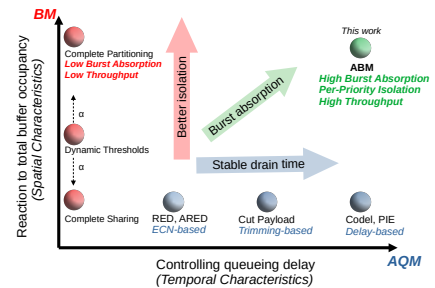 BM
This work
Complete Partitioning
Low Burst Absorption
Low Throughput
ABM
High Burst Absorption
Per-Priority Isolation
High Throughput
Better isolation
Burst absorption
Stable drain time
α
Dynamic Thresholds
α
Complete Sharing
RED, ARED
ECN-based
Cut Payload
Trimming-based
Codel, PIE
Delay-based
Reaction to total buffer occupancy
(Spatial Characteristics)
AQM
Controlling queueing delay
(Temporal Characteristics)